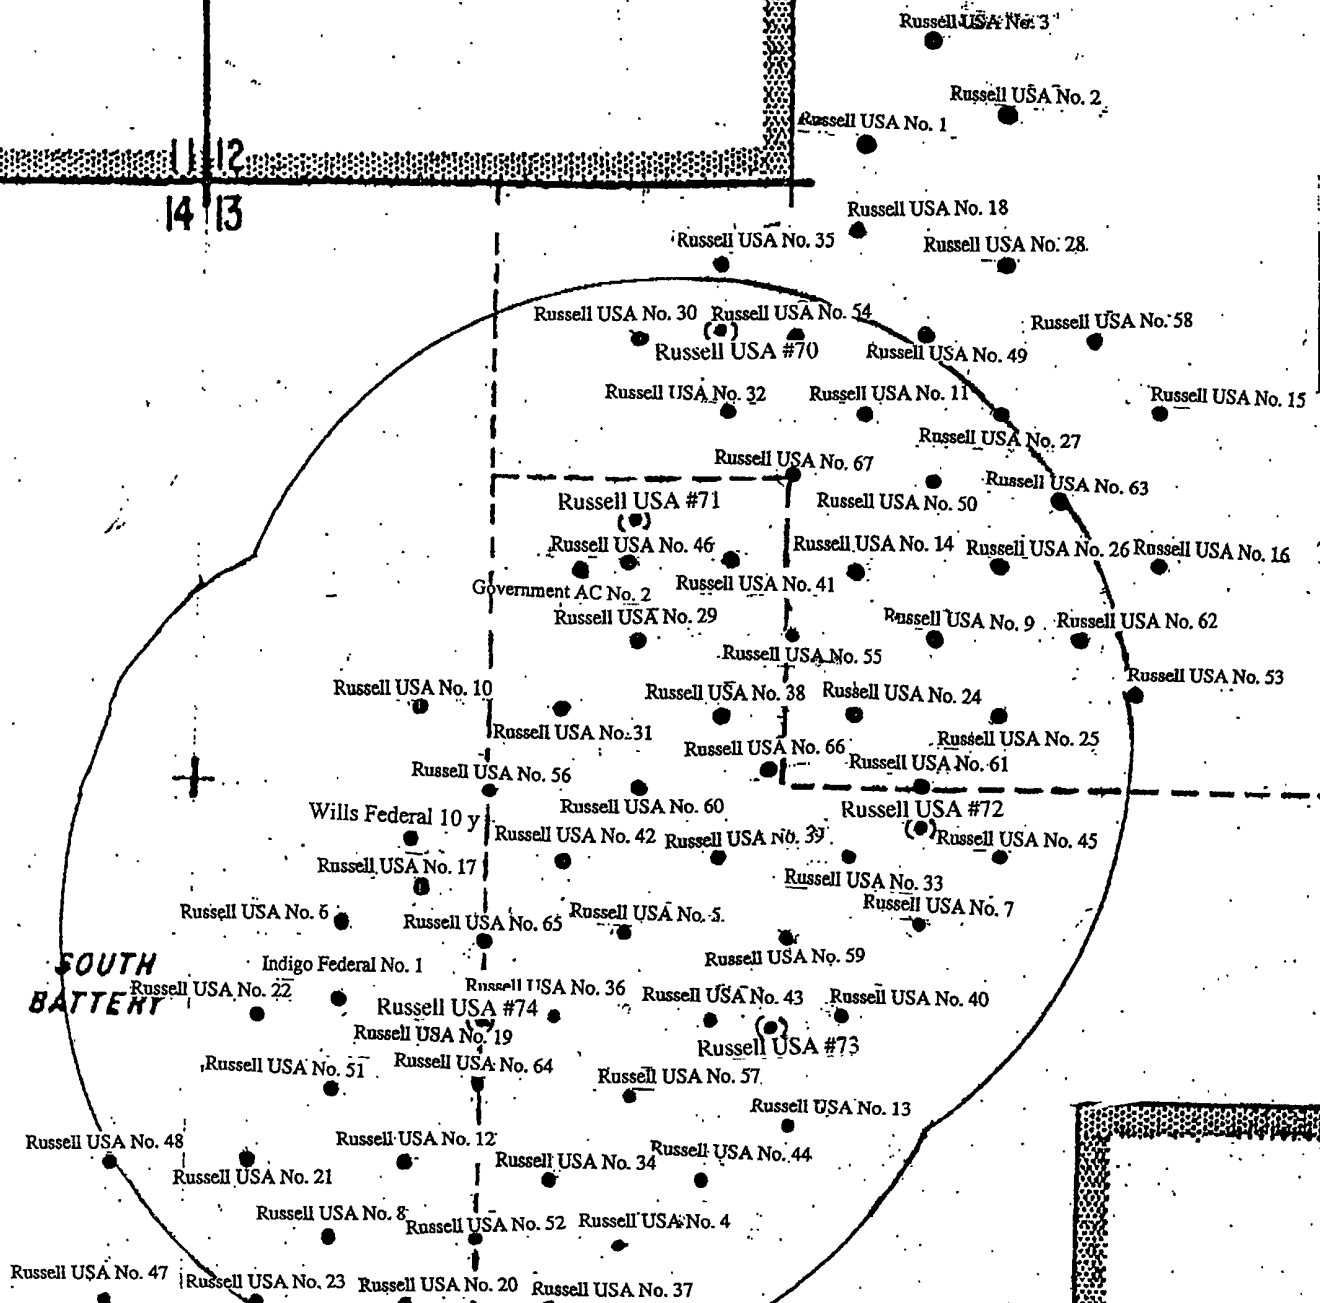 Russell USA No. 3
Russell USA No. 2
Russell USA No. 1
11 12
14 13
Russell USA No. 18
Russell USA No. 35
Russell USA No. 28
Russell USA No. 30
Russell USA No. 54
Russell USA No. 58
Russell USA #70
Russell USA No. 49
Russell USA No. 32
Russell USA No. 11
Russell USA No. 15
Russell USA No. 27
Russell USA No. 67
Russell USA No. 63
Russell USA #71
Russell USA No. 50
Russell USA No. 46
Russell USA No. 14
Russell USA No. 26
Russell USA No. 16
Government AC No. 2
Russell USA No. 41
Russell USA No. 29
Russell USA No. 9
Russell USA No. 62
Russell USA No. 55
Russell USA No. 53
Russell USA No. 10
Russell USA No. 38
Russell USA No. 24
Russell USA No. 31
Russell USA No. 25
Russell USA No. 66
Russell USA No. 61
Russell USA No. 56
Russell USA No. 60
Russell USA #72
Wills Federal 10 y
Russell USA No. 42
Russell USA No. 39
Russell USA No. 45
Russell USA No. 17
Russell USA No. 33
Russell USA No. 7
Russell USA No. 6
Russell USA No. 65
Russell USA No. 5
Russell USA No. 59
SOUTH
BATTERY
Indigo Federal No. 1
Russell USA No. 22
Russell USA No. 36
Russell USA No. 43
Russell USA No. 40
Russell USA #74
Russell USA No. 19
Russell USA #73
Russell USA No. 51
Russell USA No. 64
Russell USA No. 57
Russell USA No. 13
Russell USA No. 48
Russell USA No. 12
Russell USA No. 34
Russell USA No. 44
Russell USA No. 21
Russell USA No. 8
Russell USA No. 52
Russell USA No. 4
Russell USA No. 47
Russell USA No. 23
Russell USA No. 20
Russell USA No. 37